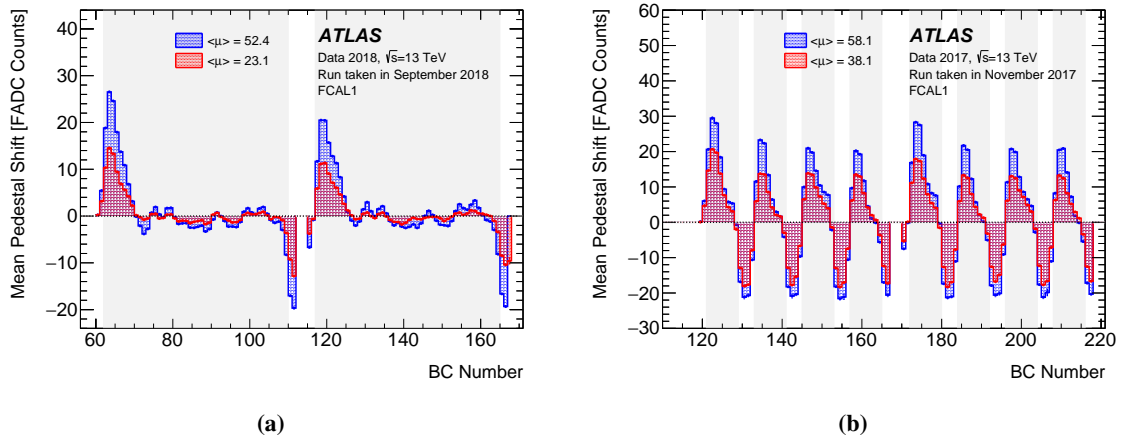 Mean Pedestal Shift [FADC Counts]
40
30
20
10
0
−10
−20
<μ> = 52.4
<μ> = 23.1
ATLAS
Data 2018, √s=13 TeV
Run taken in September 2018
FCAL1
60 80 100 120 140 160
BC Number
(a)
Mean Pedestal Shift [FADC Counts]
60
50
40
30
20
10
0
−10
−20
−30
<μ> = 58.1
<μ> = 38.1
ATLAS
Data 2017, √s=13 TeV
Run taken in November 2017
FCAL1
120 140 160 180 200 220
BC Number
(b)